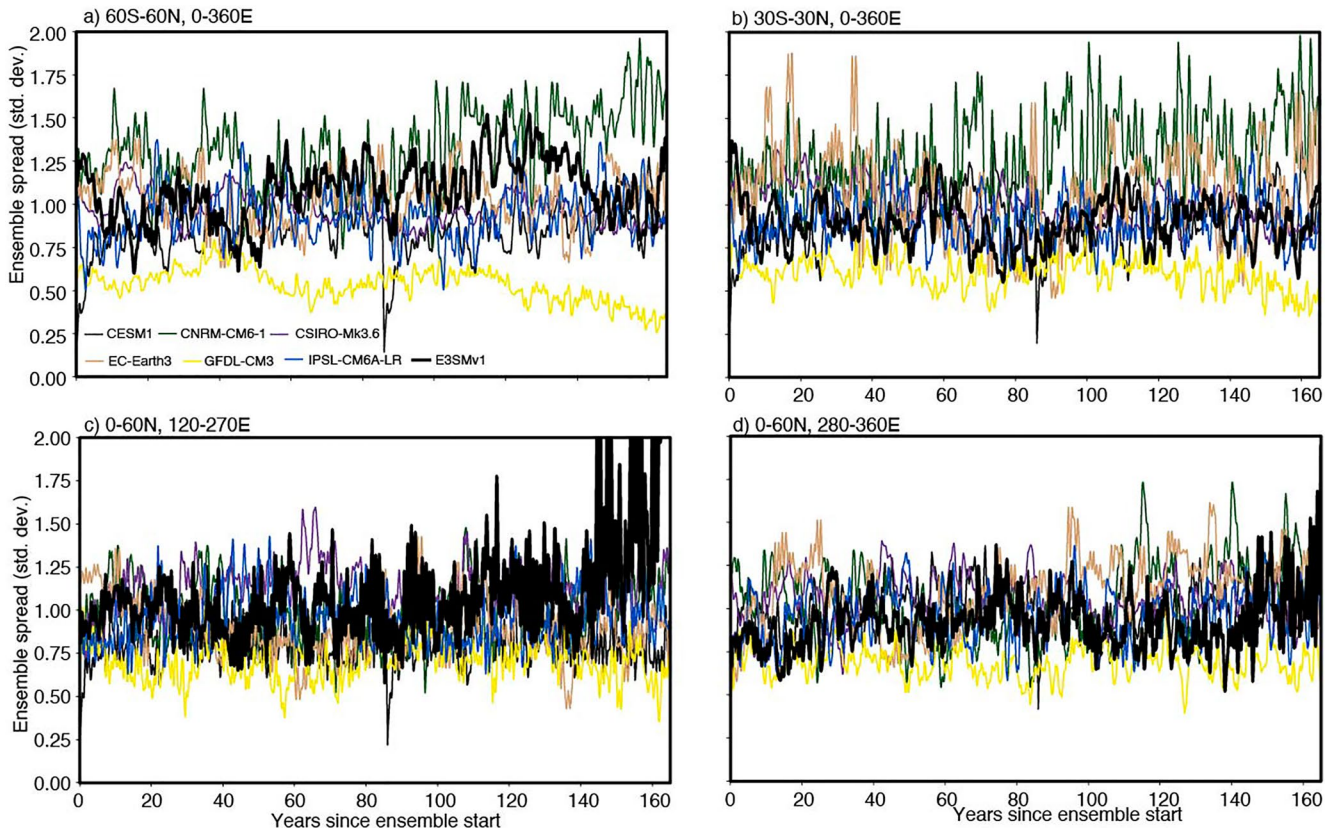 a) 60S-60N, 0-360E
b) 30S-30N, 0-360E
Ensemble spread (std. dev.)
2.00
1.75
1.50
1.25
1.00
0.75
0.50
0.25
0.00
CESM1 CNRM-CM6-1 CSIRO-Mk3.6
EC-Earth3 GFDL-CM3 IPSL-CM6A-LR E3SMv1
0 20 40 60 80 100 120 140 160
c) 0-60N, 120-270E
d) 0-60N, 280-360E
Ensemble spread (std. dev.)
2.00
1.75
1.50
1.25
1.00
0.75
0.50
0.25
0.00
0 20 40 60 80 100 120 140 160
Years since ensemble start
0 20 40 60 80 100 120 140 160
Years since ensemble start